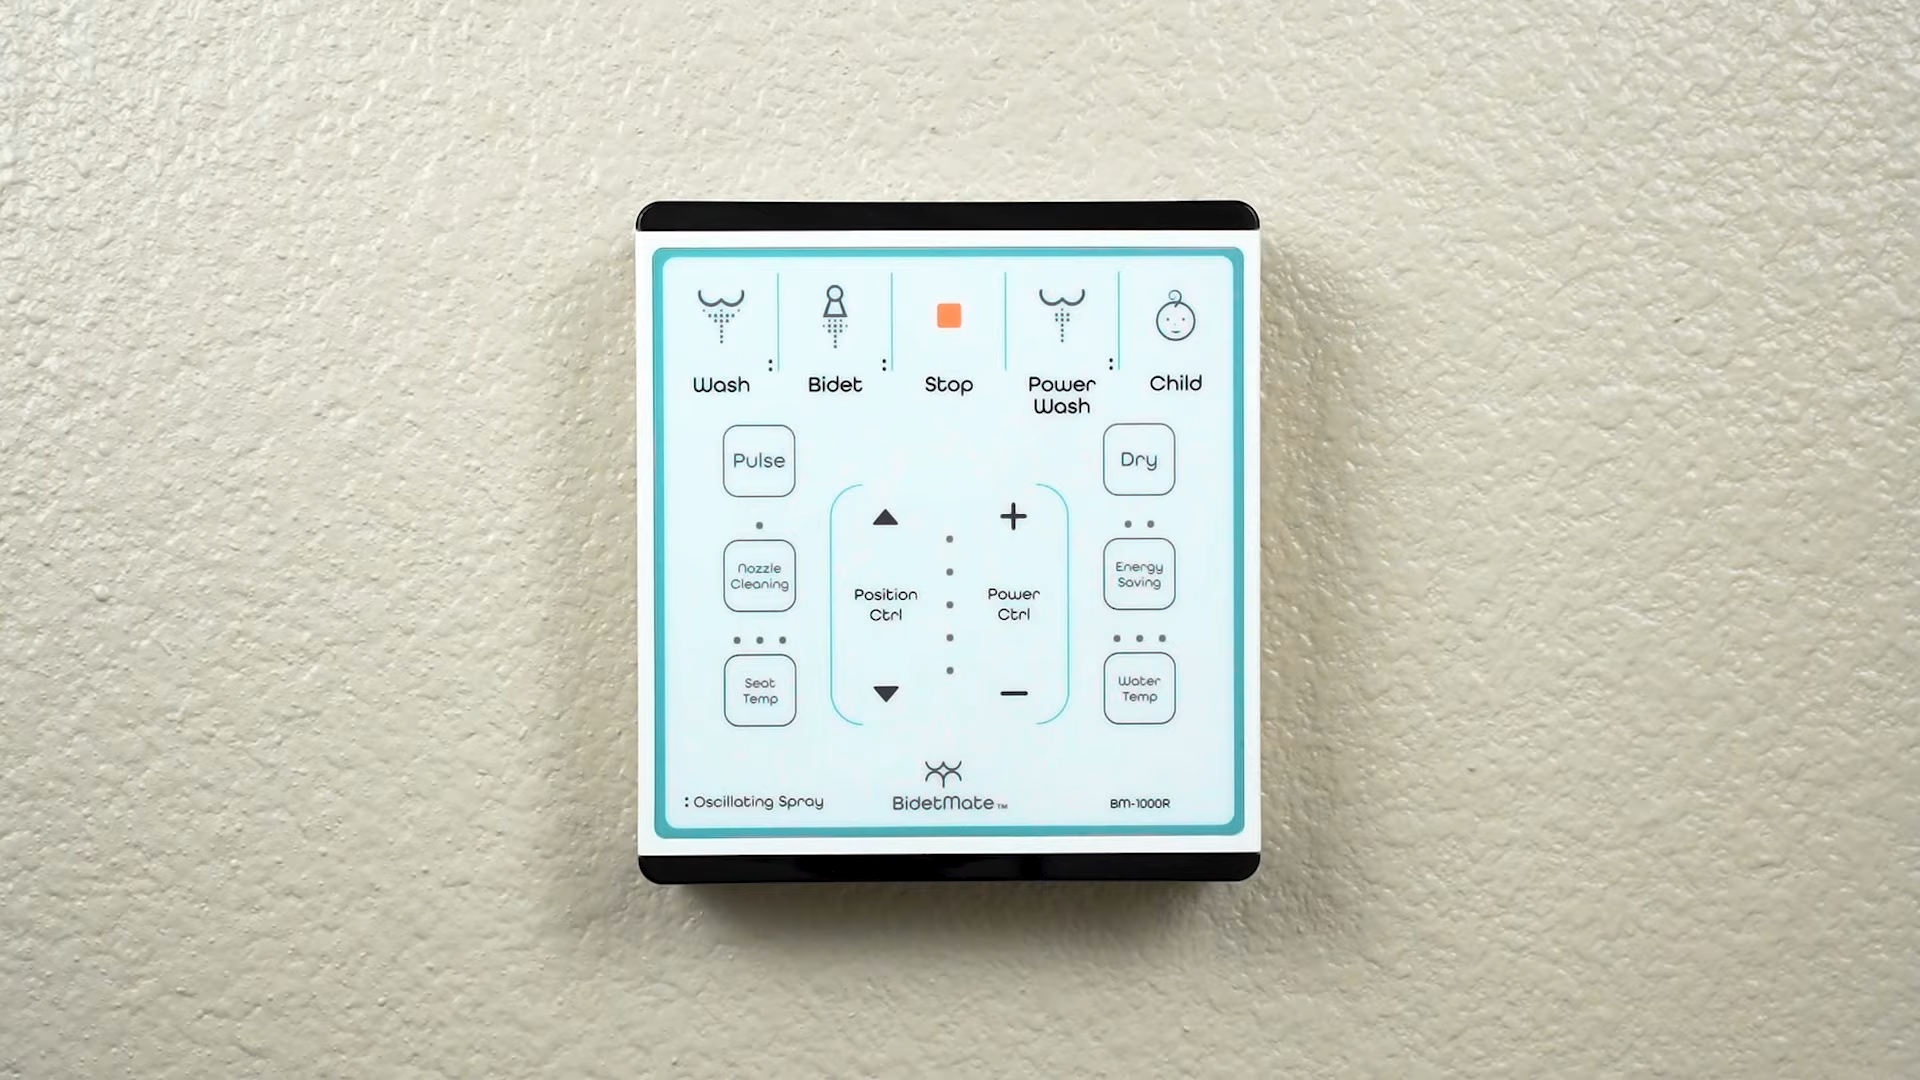 Wash
Bidet
Stop
Power
Wash
Child
Pulse
Dry
Nozzle
Cleaning
Energy
Saving
Position
Ctrl
Power
Ctrl
Seat
Temp
Water
Temp
: Oscillating Spray
BidetMate™
BM-1000R